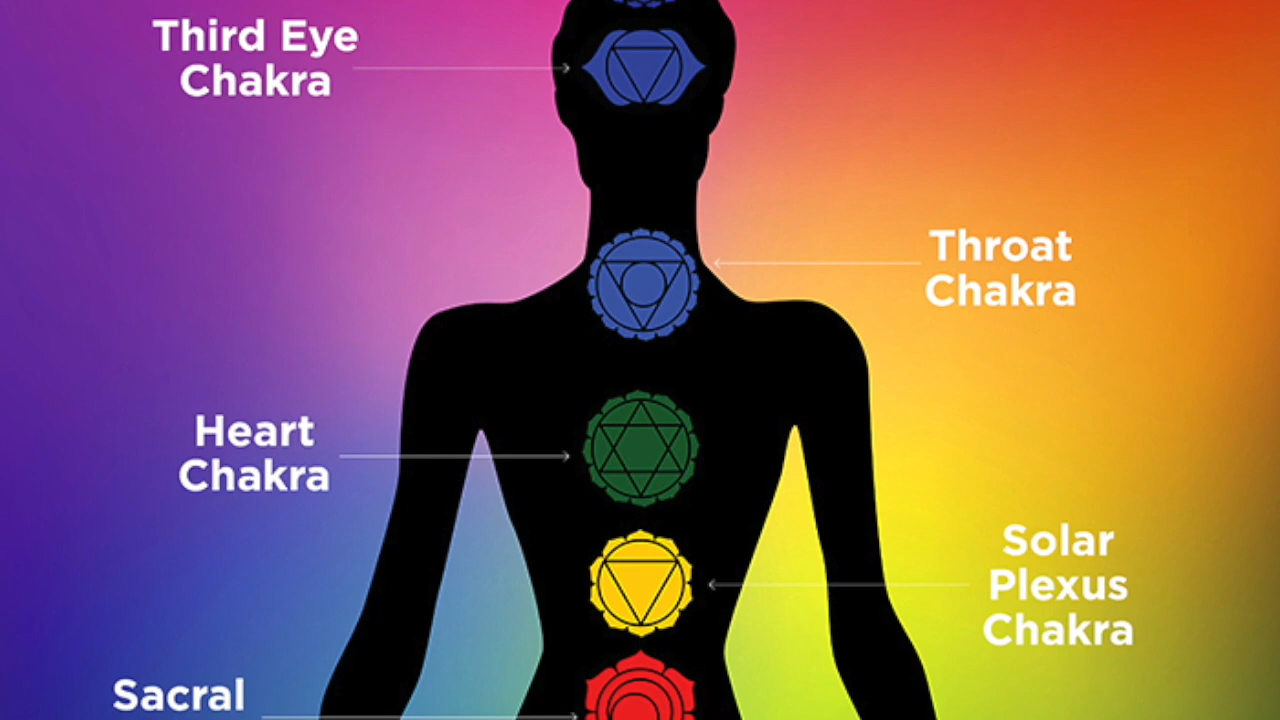 Third Eye
Chakra
Throat
Chakra
Heart
Chakra
Solar
Plexus
Chakra
Sacral